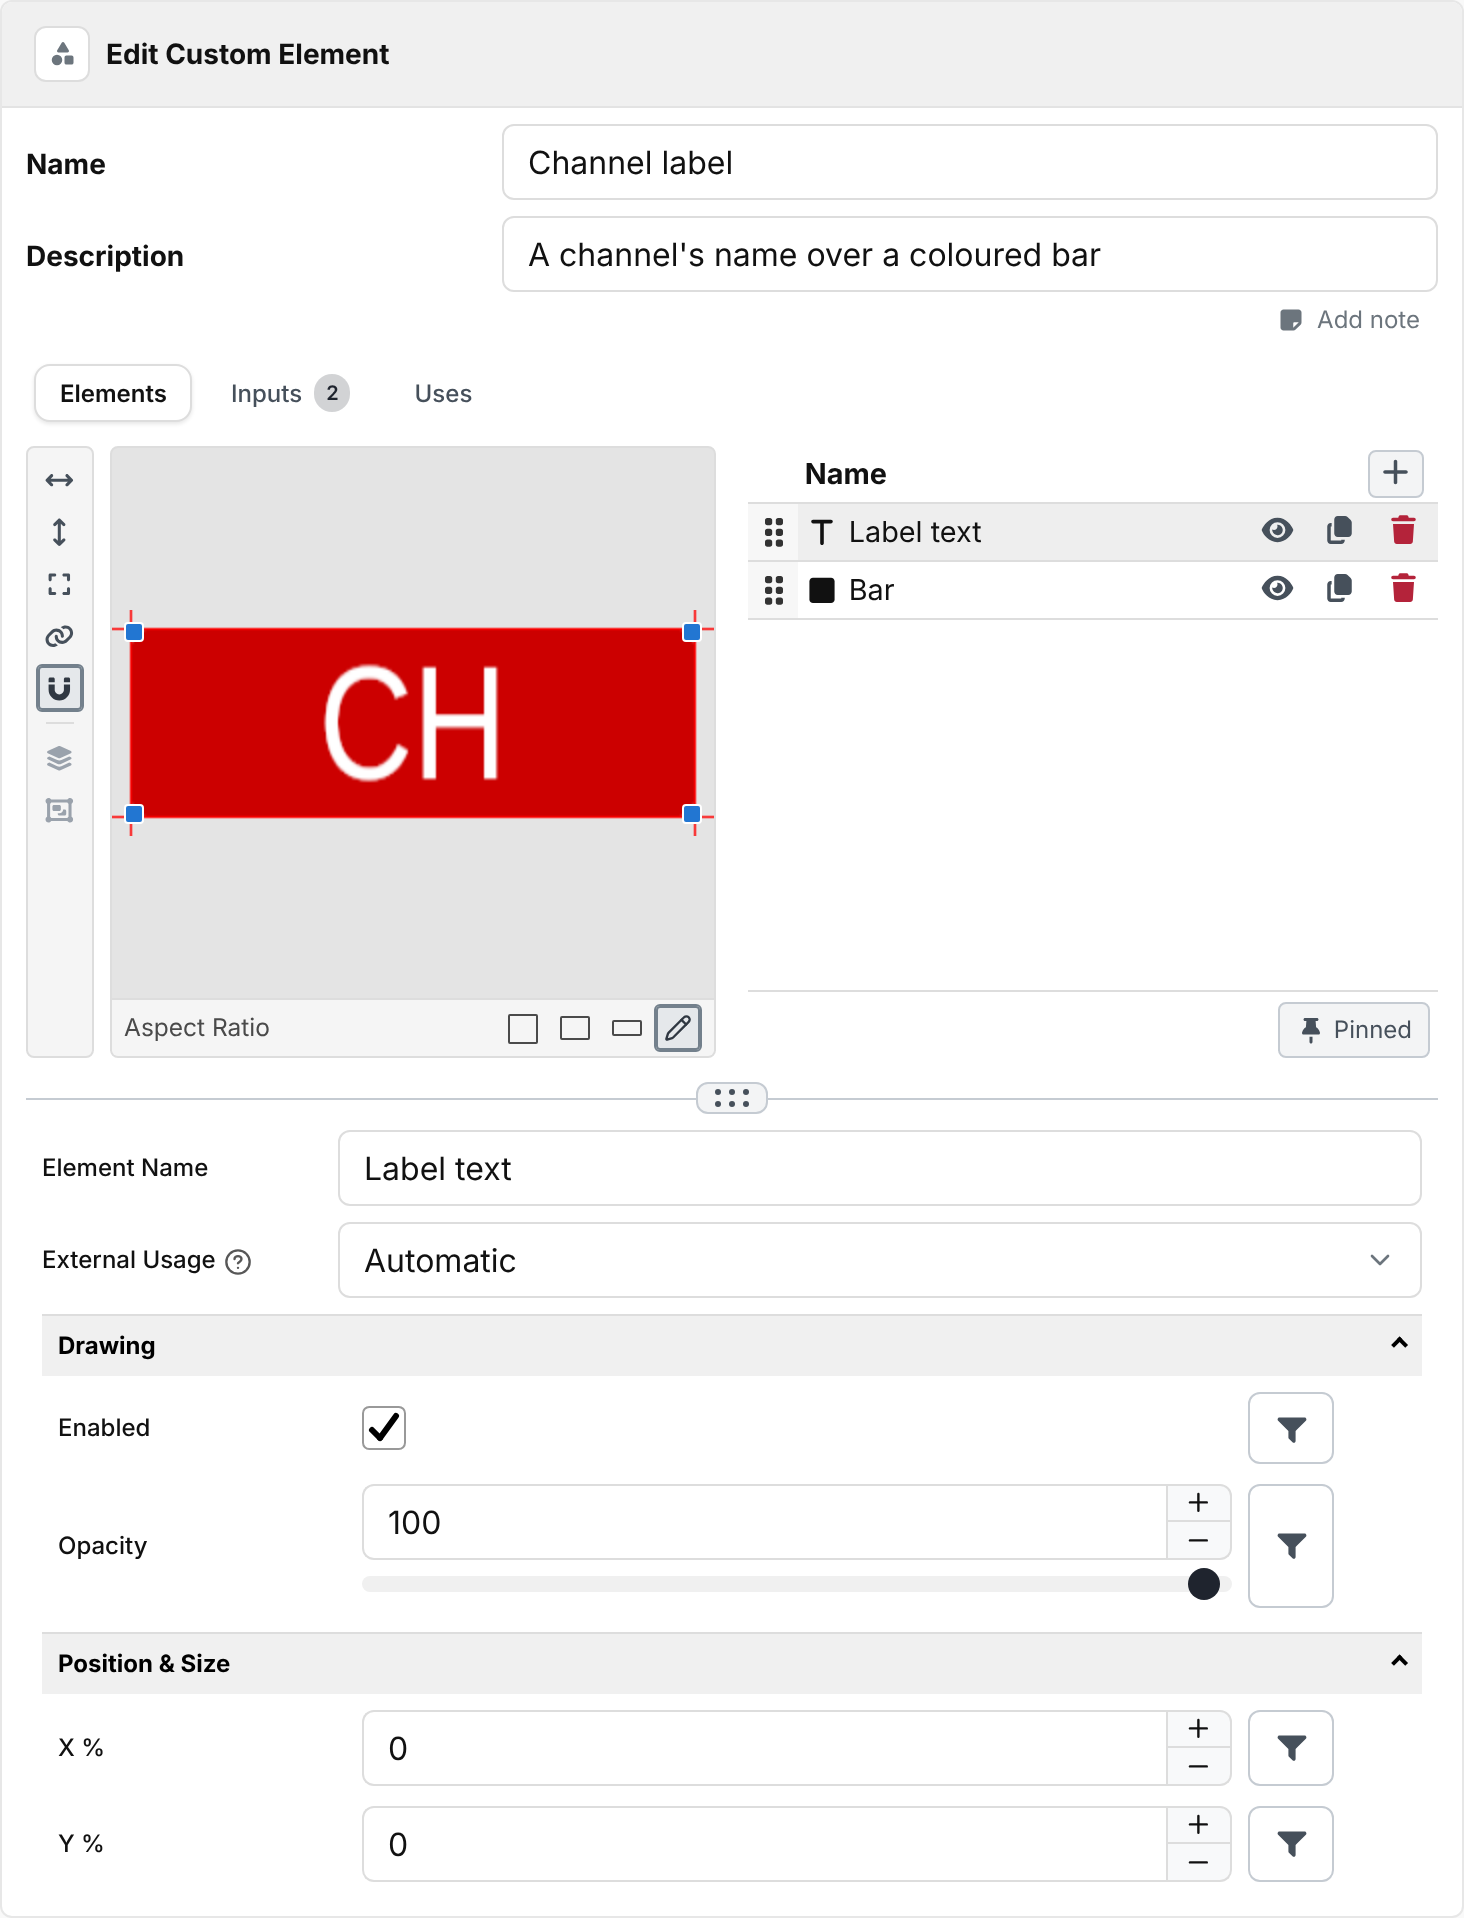 Edit Custom Element
Name
Channel label
Description
A channel's name over a coloured bar
Add note
Elements
Inputs 2
Uses
CH
Aspect Ratio
Name
Label text
Bar
Pinned
Element Name
Label text
External Usage
Automatic
Drawing
Enabled
Opacity
100
Position & Size
X %
0
Y %
0